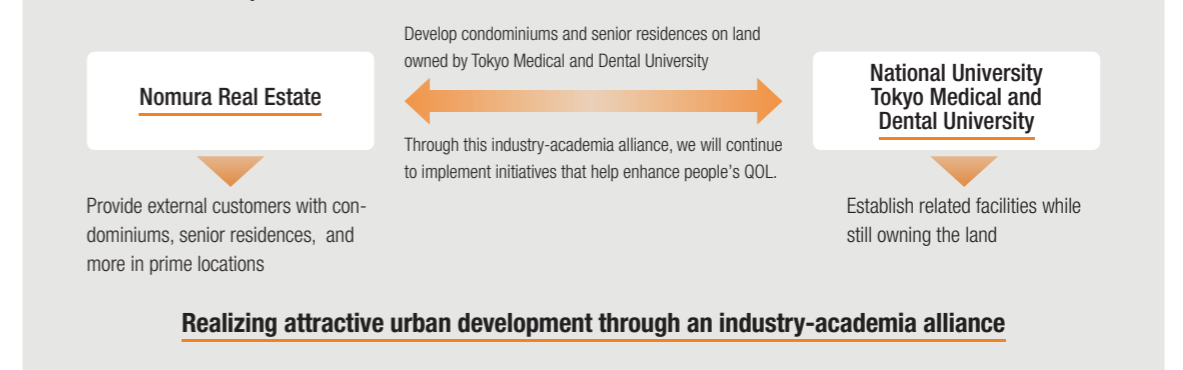 Develop condominiums and senior residences on land
owned by Tokyo Medical and Dental University
Nomura Real Estate
National University
Tokyo Medical and
Dental University
Through this industry-academia alliance, we will continue
to implement initiatives that help enhance people’s QOL.
Provide external customers with con-
dominiums, senior residences, and
more in prime locations
Establish related facilities while
still owning the land
Realizing attractive urban development through an industry-academia alliance